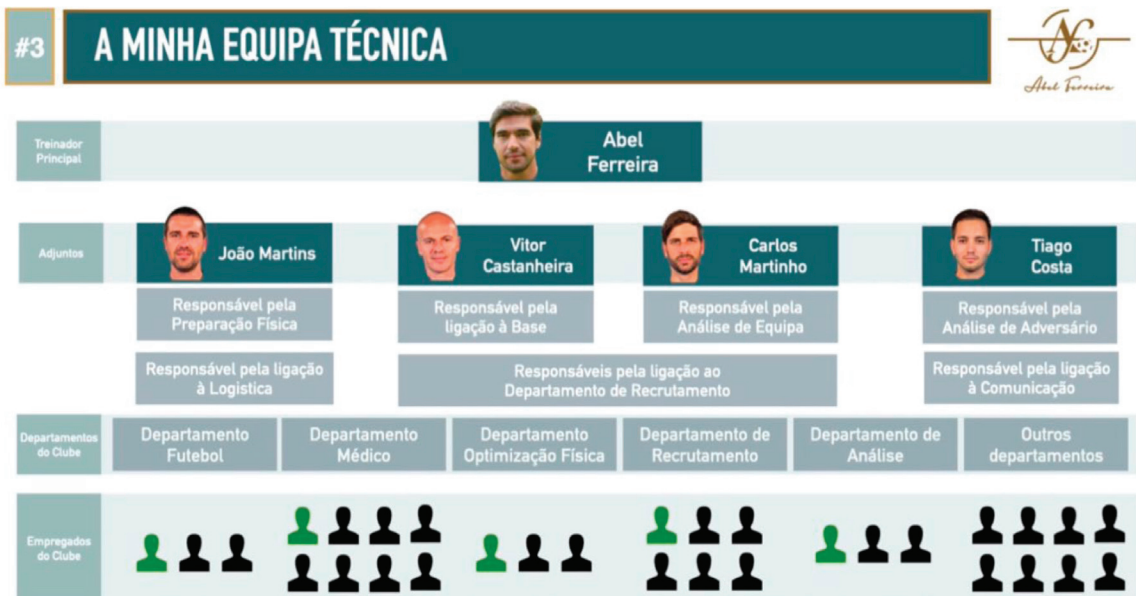 #3
A MINHA EQUIPA TÉCNICA
Abel Ferreira
Treinador
Principal
Abel
Ferreira
Adjuntos
João Martins
Vitor
Castanheira
Carlos
Martinho
Tiago
Costa
Responsável pela
Preparação Física
Responsável pela
ligação à Base
Responsável pela
Análise de Equipa
Responsável pela
Análise de Adversário
Responsável pela ligação
à Logistica
Responsáveis pela ligação ao
Departamento de Recrutamento
Responsável pela ligação
à Comunicação
Departamentos
do Clube
Departamento
Futebol
Departamento
Médico
Departamento
Optimização Física
Departamento de
Recrutamento
Departamento de
Análise
Outros
departamentos
Empregados
do Clube